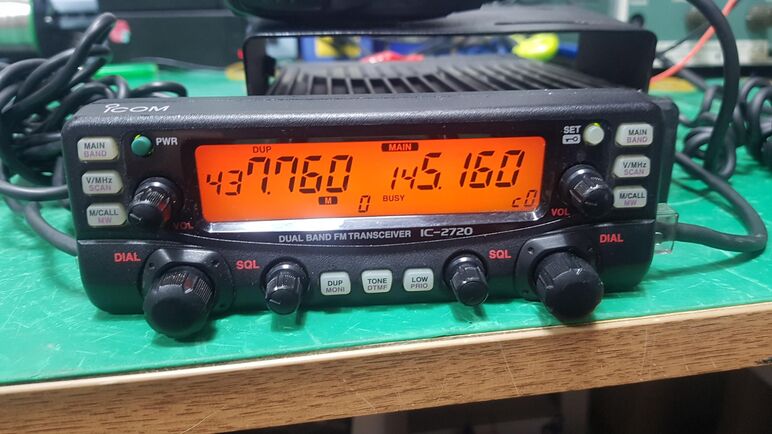 ICOM
MAIN
BAND
PWR
V/MHz
SCAN
M/CALL
MW
VOL
DUP
437.760
M
0
MAIN
145.160
BUSY
c0
SET
MAIN
BAND
V/MHz
SCAN
M/CALL
MW
VOL
DUAL BAND FM TRANSCEIVER IC-2720
DIAL
SQL
DUP
MONI
TONE
DTMF
LOW
PRIO
SQL
DIAL